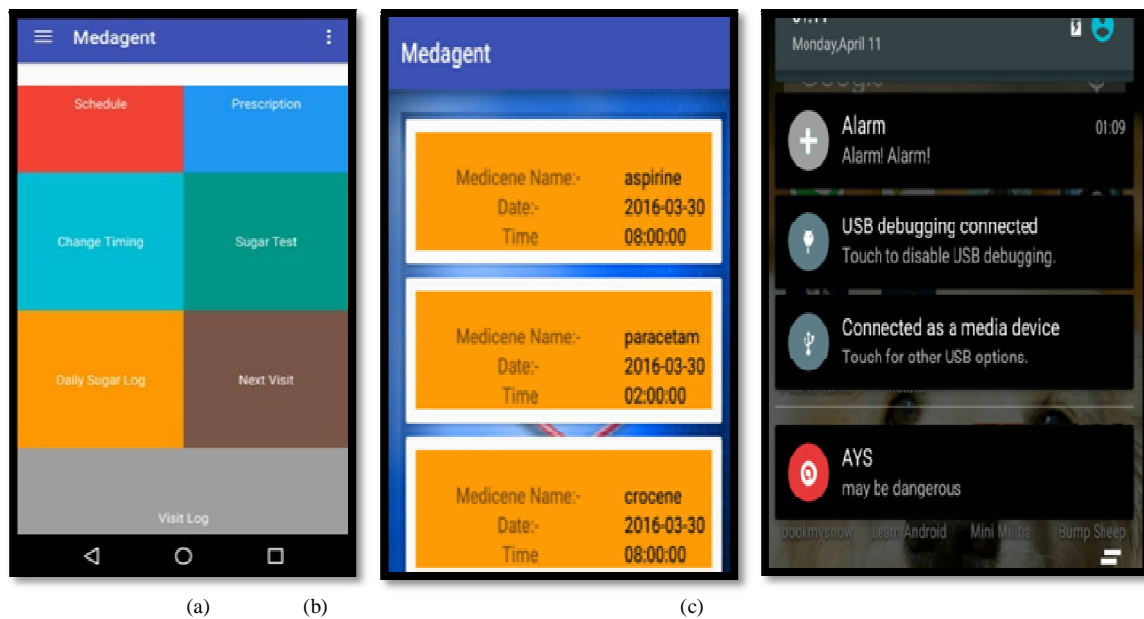 Medagent
Schedule
Prescription
Change Timing
Sugar Test
Daily Sugar Log
Next Visit
Visit Log
Medagent
Medicene Name:- aspirine
Date:- 2016-03-30
Time 08:00:00
Medicene Name:- paracetam
Date:- 2016-03-30
Time 02:00:00
Medicene Name:- crocene
Date:- 2016-03-30
Time 08:00:00
Monday,April 11
Google
Alarm 01:09
Alarm! Alarm!
USB debugging connected
Touch to disable USB debugging.
Connected as a media device
Touch for other USB options.
AYS
may be dangerous
bookmyshow Learn Android Mini Militia Bump Sheep
(a) (b) (c)